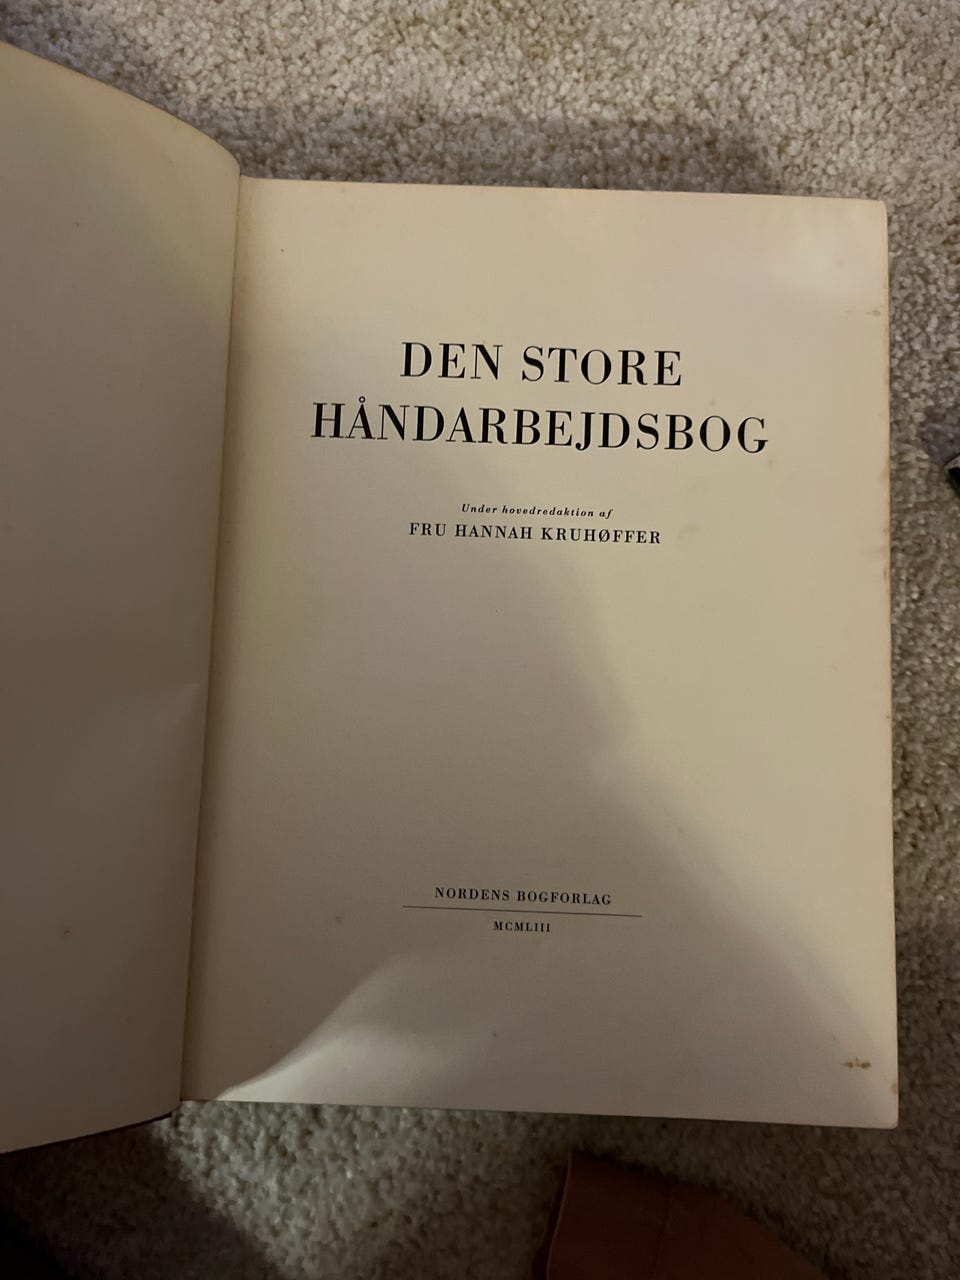 DEN STORE
HÅNDARBEJDSBOG
Under hovedredaktion af
FRU HANNAH KRUHØFFER
NORDENS BOGFORLAG
MCMLIII